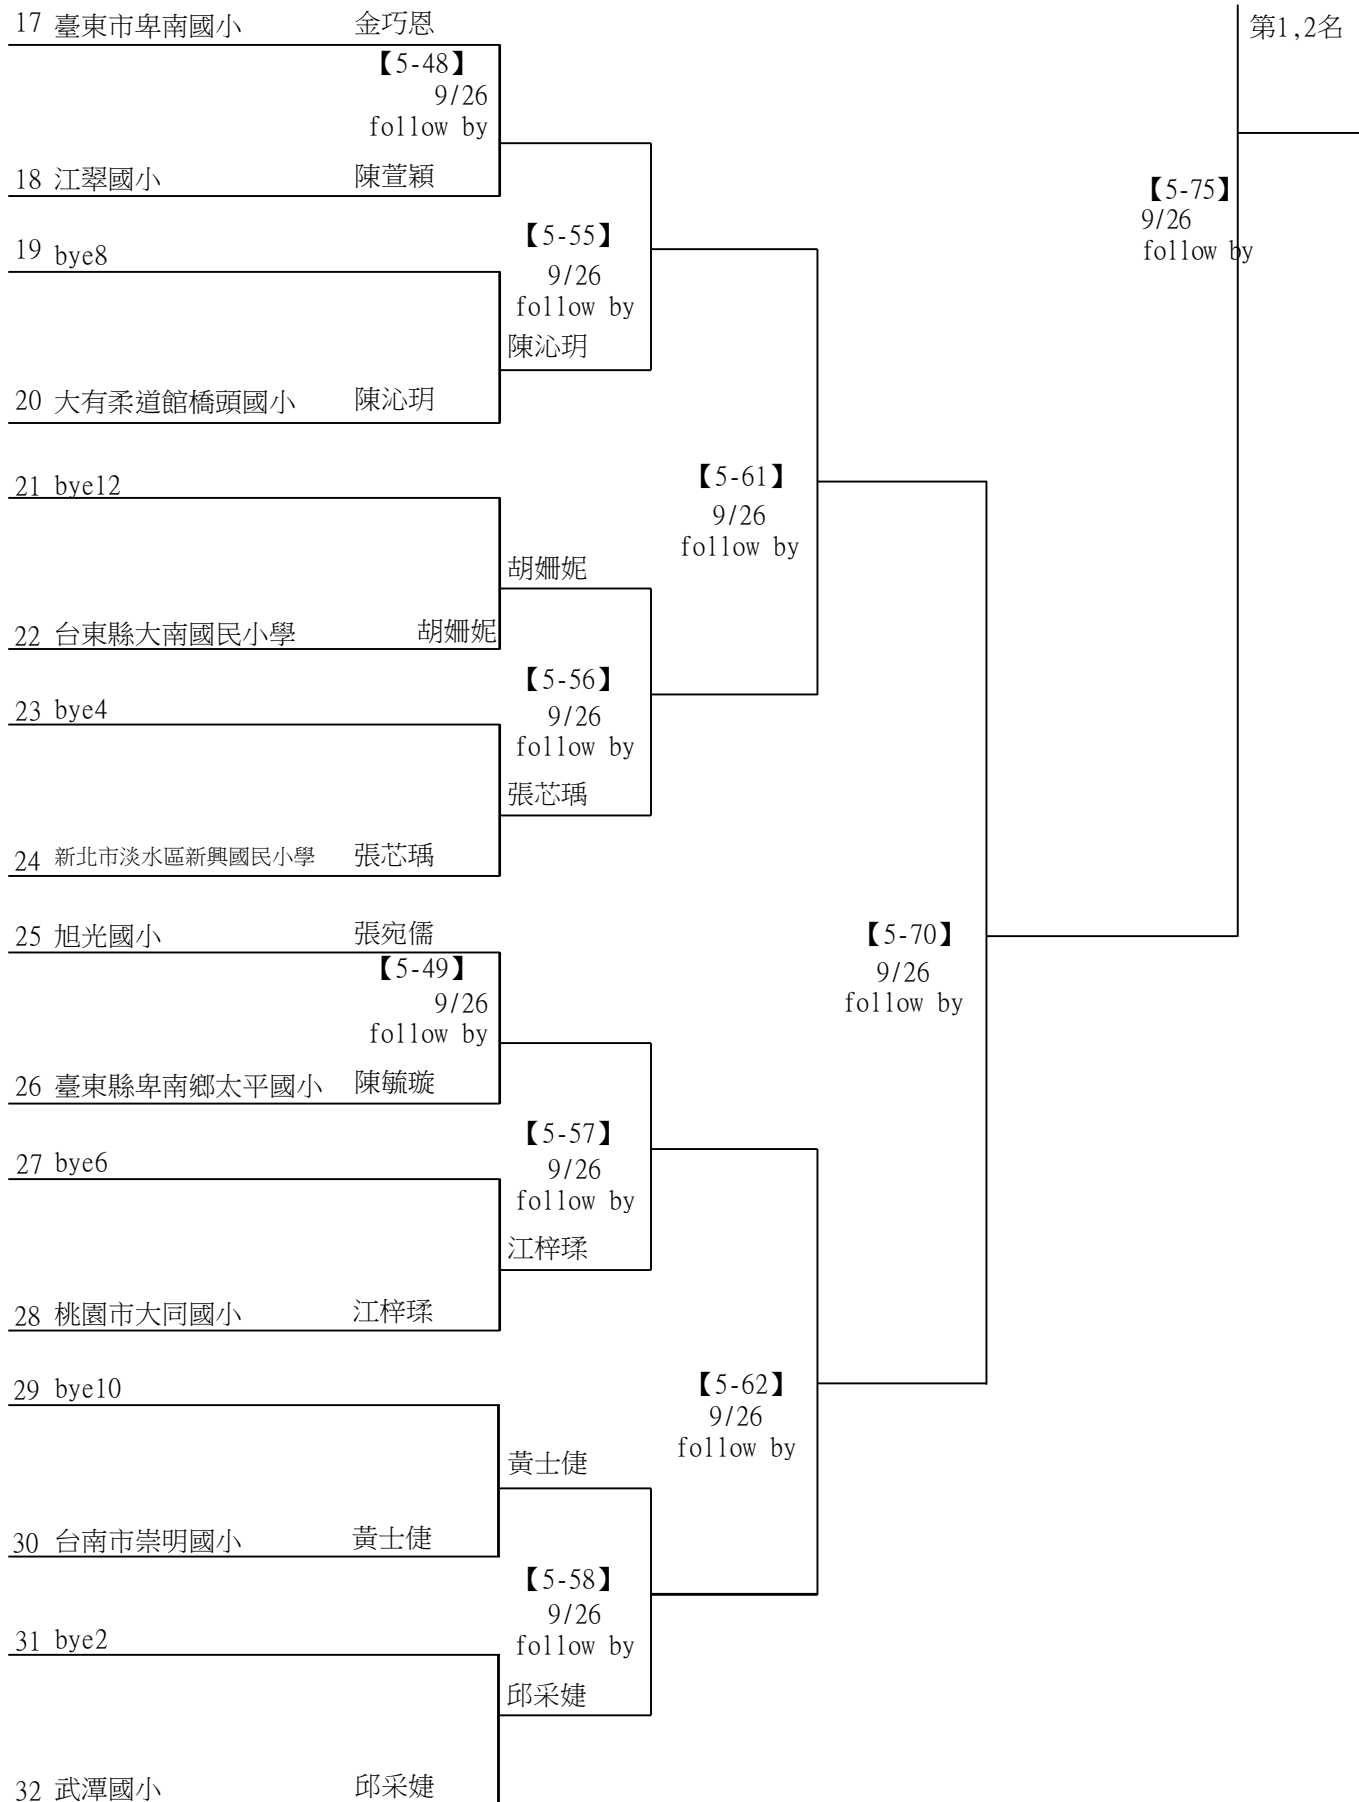 17 臺東市卑南國小 金巧恩
第1,2名
【5-48】
9/26
follow by
18 江翠國小 陳萱穎
【5-75】
9/26
follow by
19 bye8
【5-55】
9/26
follow by
陳沁玥
20 大有柔道館橋頭國小 陳沁玥
21 bye12
【5-61】
9/26
follow by
胡姍妮
22 台東縣大南國民小學 胡姍妮
【5-56】
9/26
follow by
23 bye4
張芯瑀
24 新北市淡水區新興國民小學 張芯瑀
25 旭光國小 張宛儒
【5-70】
9/26
follow by
【5-49】
9/26
follow by
26 臺東縣卑南鄉太平國小 陳毓璇
【5-57】
9/26
follow by
27 bye6
江梓瑈
28 桃園市大同國小 江梓瑈
29 bye10
【5-62】
9/26
follow by
黃士倢
30 台南市崇明國小 黃士倢
【5-58】
9/26
follow by
31 bye2
邱采婕
32 武潭國小 邱采婕